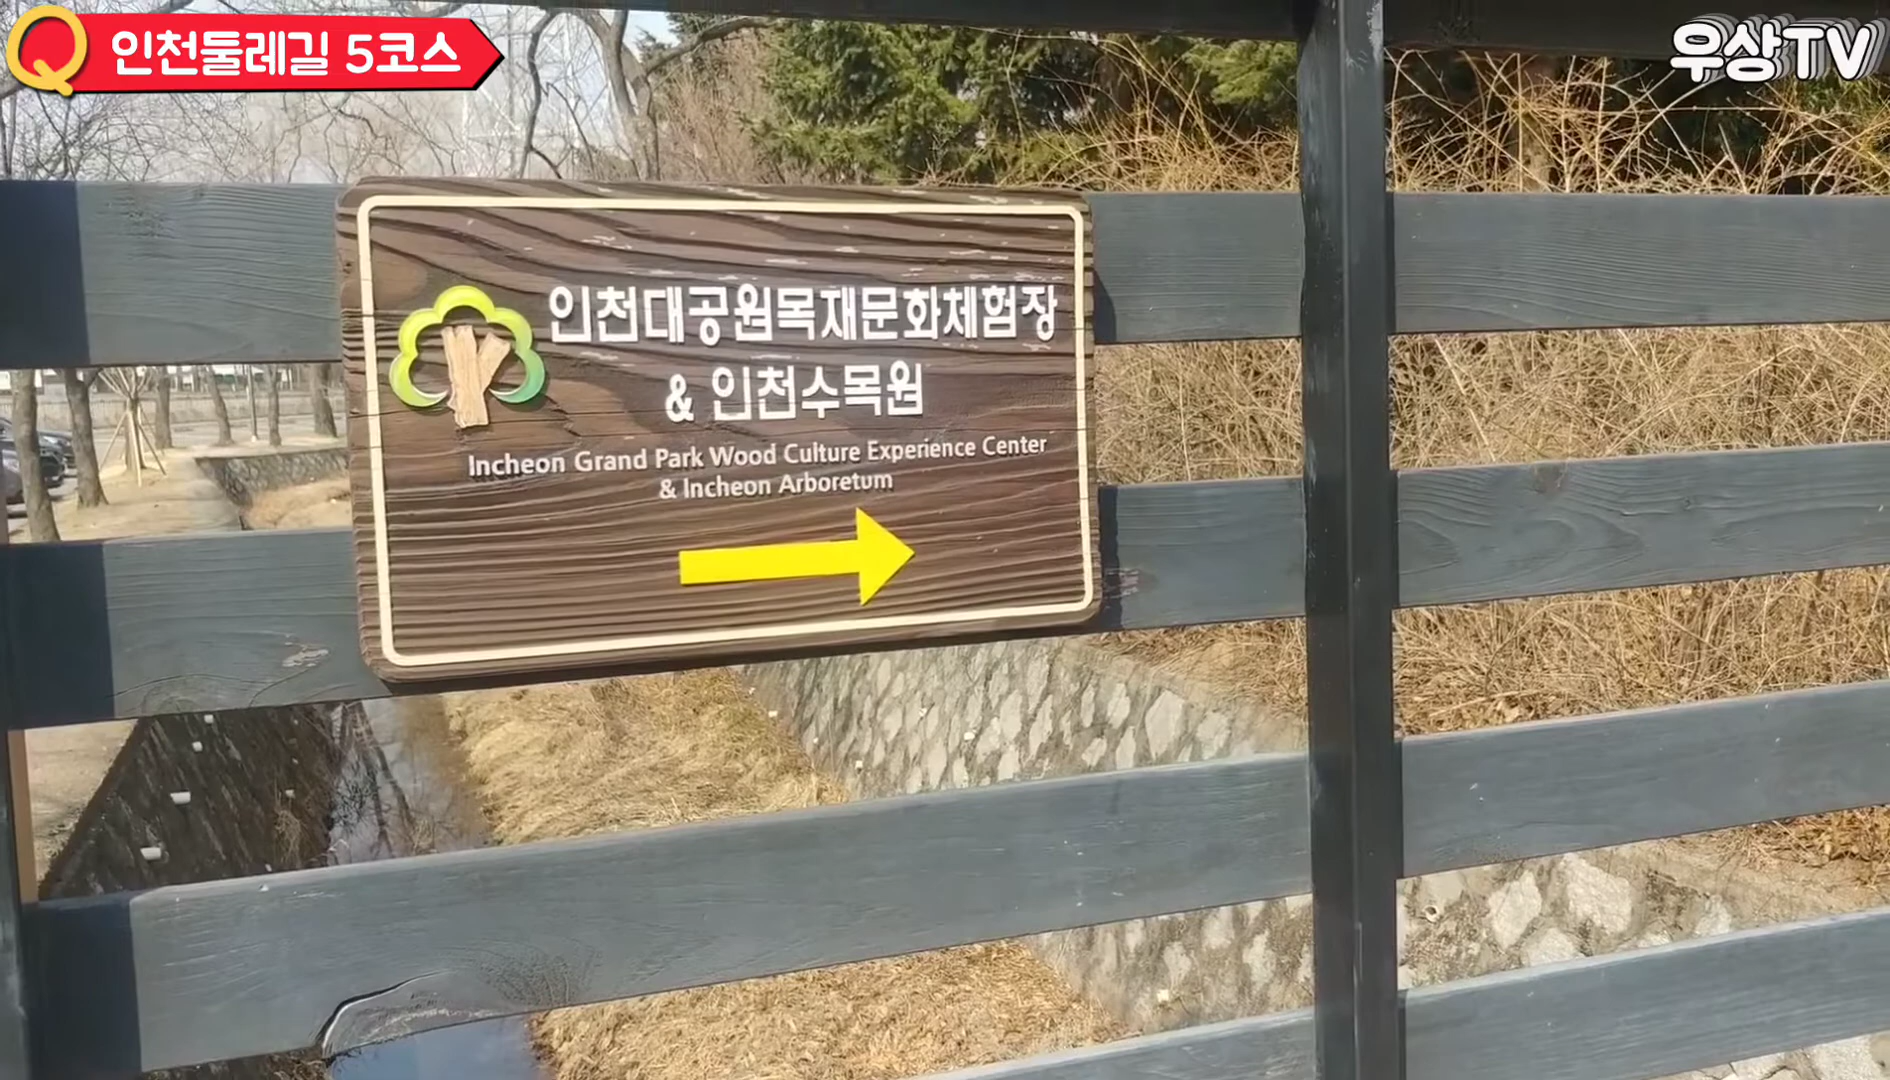 인천둘레길 5코스
우상TV
인천대공원목재문화체험장
& 인천수목원
Incheon Grand Park Wood Culture Experience Center
& Incheon Arboretum